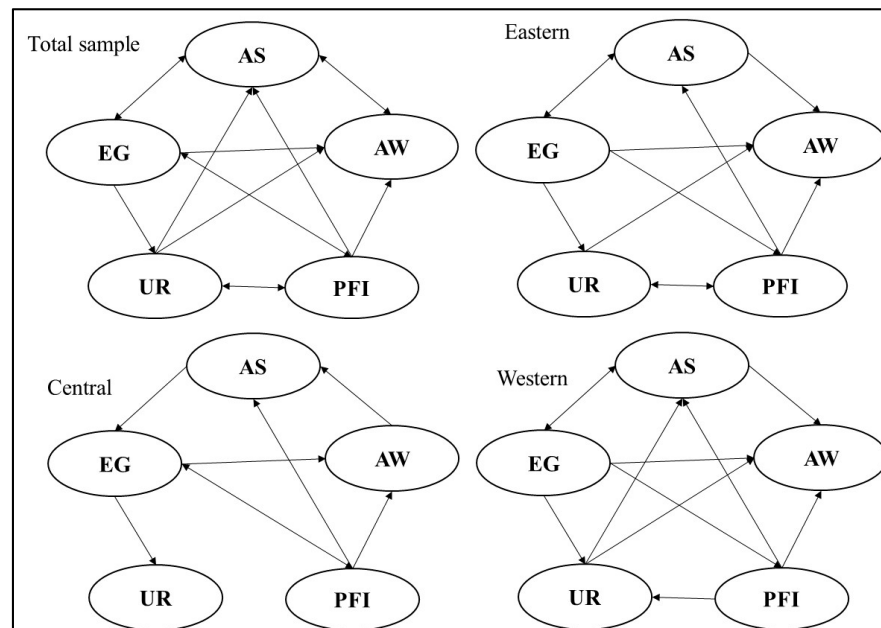 Total sample
AS
EG
AW
UR
PFI
Eastern
AS
EG
AW
UR
PFI
Central
AS
EG
AW
UR
PFI
Western
AS
EG
AW
UR
PFI